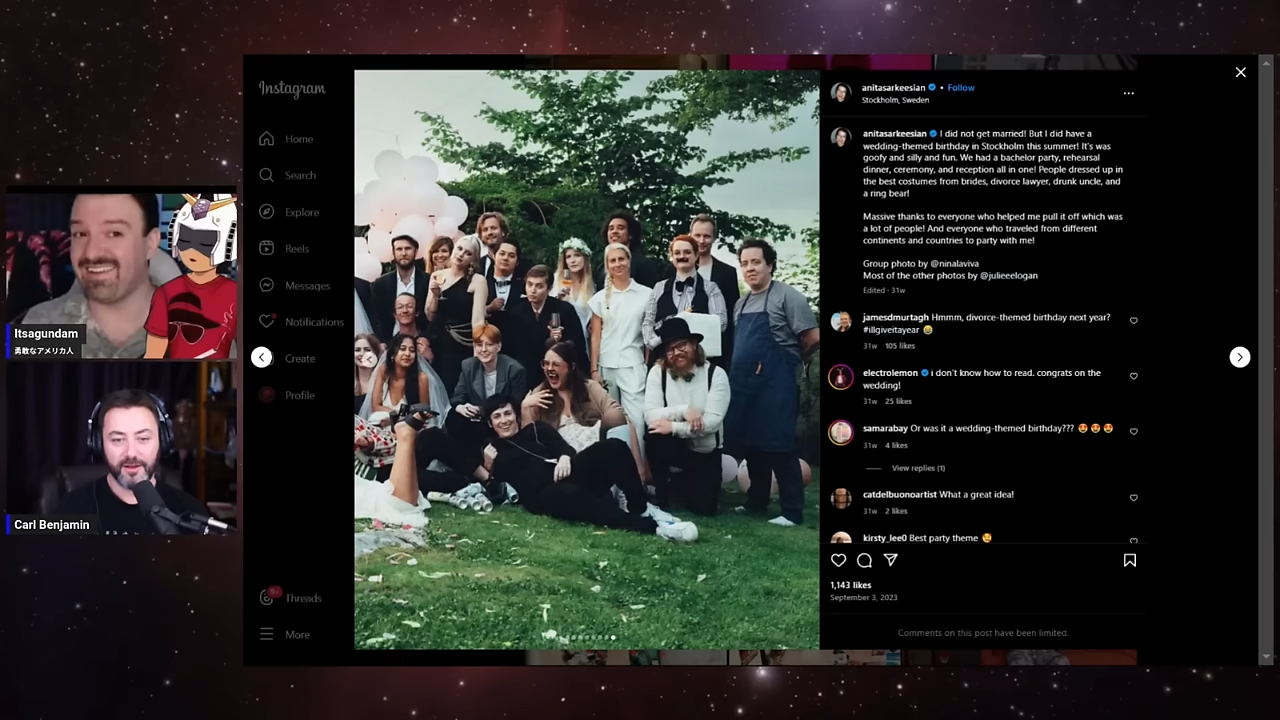 Instagram
Home
Search
Explore
Reels
Messages
Notifications
Create
Profile
Threads
More
Itsagundam
勇敢なアメリカ人
Carl Benjamin
anitasarkeesian • Follow
Stockholm, Sweden
anitasarkeesian I did not get married! But I did have a
wedding-themed birthday in Stockholm this summer! It's was
goofy and silly and fun. We had a bachelor party, rehearsal
dinner, ceremony, and reception all in one! People dressed up in
the best costumes from brides, divorce lawyer, drunk uncle, and
a ring bear!
Massive thanks to everyone who helped me pull it off which was
a lot of people! And everyone who traveled from different
continents and countries to party with me!
Group photo by @ninalaviva
Most of the other photos by @julieeelogan
Edited · 31w
jamesdmurtagh Hmmm, divorce-themed birthday next year?
#illgiveitayear 😄
31w 105 likes
electrolemon i don't know how to read. congrats on the
wedding!
31w 25 likes
samarabay Or was it a wedding-themed birthday??? 😍😍😍
31w 4 likes
View replies (1)
catdelbuonoartist What a great idea!
31w 2 likes
kirsty_lee0 Best party theme
1,143 likes
September 3, 2023
Comments on this post have been limited.